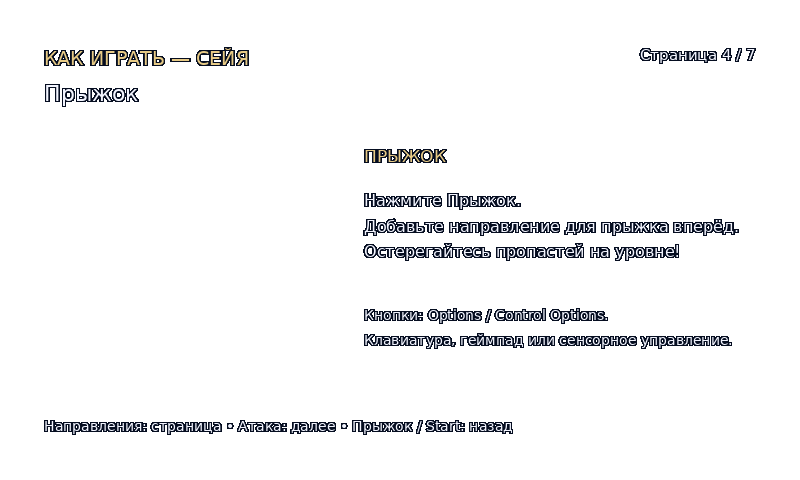 КАК ИГРАТЬ — СЕЙЯ
Страница 4 / 7
Прыжок
ПРЫЖОК
Нажмите Прыжок.
Добавьте направление для прыжка вперёд.
Остерегайтесь пропастей на уровне!
Кнопки: Options / Control Options.
Клавиатура, геймпад или сенсорное управление.
Направления: страница • Атака: далее • Прыжок / Start: назад